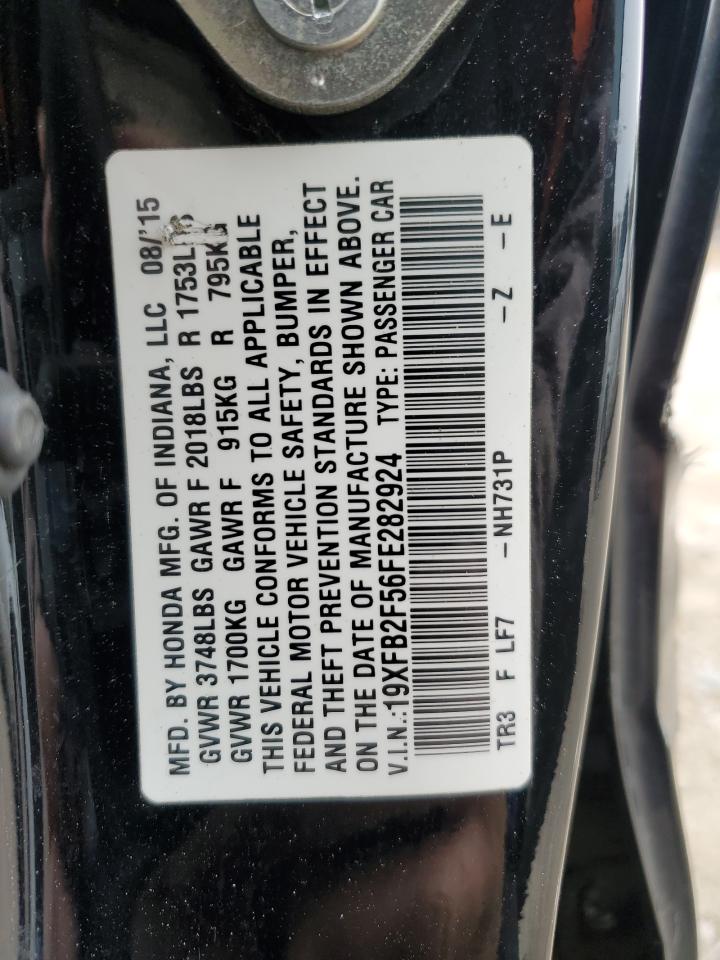 MFD. BY HONDA MFG. OF INDIANA, LLC 08/'15
GVWR 3748LBS GAWR F 2018LBS R 1753LBS
GVWR 1700KG GAWR F 915KG R 795KG
THIS VEHICLE CONFORMS TO ALL APPLICABLE
FEDERAL MOTOR VEHICLE SAFETY, BUMPER,
AND THEFT PREVENTION STANDARDS IN EFFECT
ON THE DATE OF MANUFACTURE SHOWN ABOVE.
V.I.N.:19XFB2F56FE282924 TYPE: PASSENGER CAR
TR3 F LF7 -NH731P -Z -E